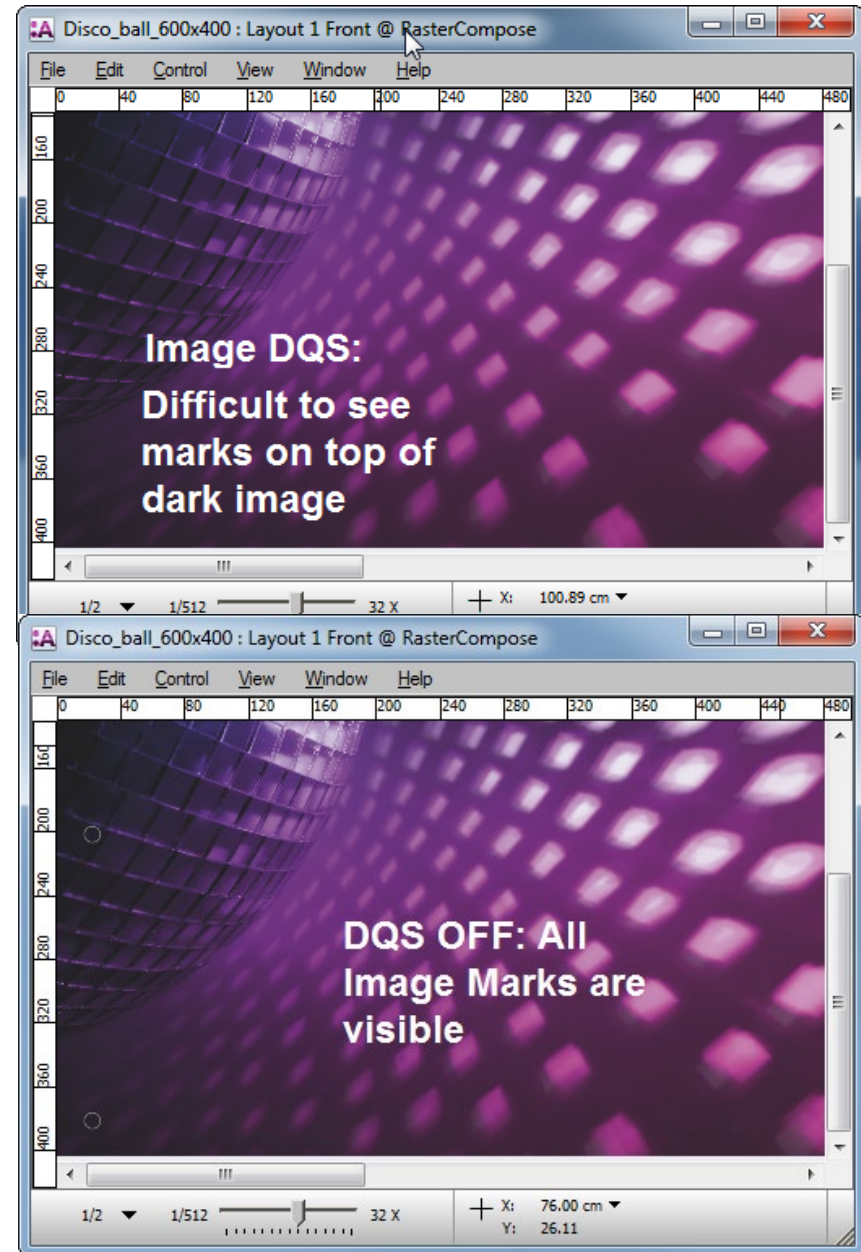 :A Disco_ball_600x400 : Layout 1 Front @ RasterCompose
File Edit Control View Window Help
0 40 80 120 160 200 240 280 320 360 400 440 480
160
200
240
280
320
360
400
Image DQS:
Difficult to see
marks on top of
dark image
1/2 1/512 32 X X: 100.89 cm
:A Disco_ball_600x400 : Layout 1 Front @ RasterCompose
File Edit Control View Window Help
0 40 80 120 160 200 240 280 320 360 400 440 480
160
200
240
280
320
360
400
DQS OFF: All
Image Marks are
visible
1/2 1/512 32 X X: 76.00 cm
Y: 26.11